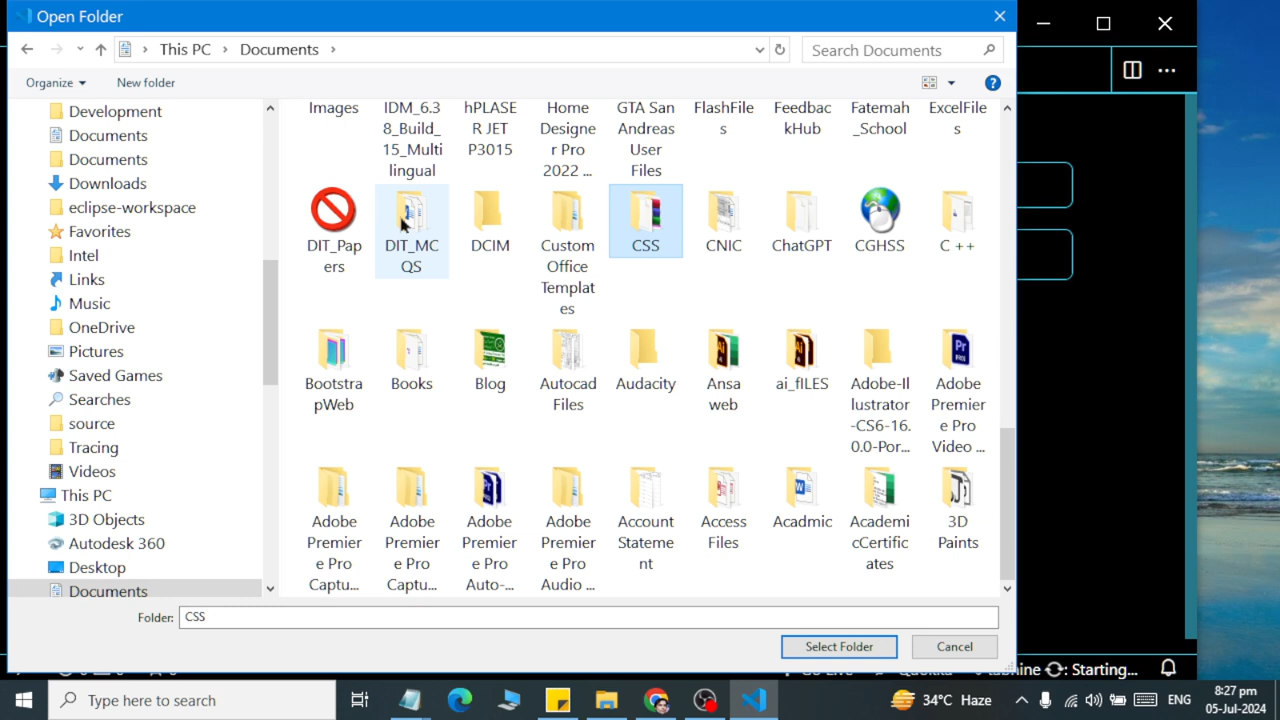 Open Folder
This PC
Documents
Search Documents
Organize
New folder
Development
Documents
Documents
Downloads
eclipse-workspace
Favorites
Intel
Links
Music
OneDrive
Pictures
Saved Games
Searches
source
Tracing
Videos
This PC
3D Objects
Autodesk 360
Desktop
Documents
Images
IDM_6.3
8_Build_
15_Multi
lingual
hPLASE
R JET
P3015
Home
Designe
r Pro
2022 ...
GTA San
Andreas
User
Files
FlashFile
s
Feedbac
kHub
Fatemah
_School
ExcelFile
s
DIT_Pap
ers
DIT_MC
QS
DCIM
Custom
Office
Templat
es
CSS
CNIC
ChatGPT
CGHSS
C ++
Bootstra
pWeb
Books
Blog
Autocad
Files
Audacity
Ansa
web
ai_fILES
Adobe-Il
lustrator
-CS6-16.
0.0-Por...
Adobe
Premier
e Pro
Video ...
Adobe
Premier
e Pro
Captu...
Adobe
Premier
e Pro
Captu...
Adobe
Premier
e Pro
Auto-...
Adobe
Premier
e Pro
Audio ...
Account
Stateme
nt
Access
Files
Acadmic
Academi
cCertific
ates
3D
Paints
Folder:
CSS
Select Folder
Cancel
Starting...
Type here to search
34°C Haze
ENG
8:27 pm
05-Jul-2024